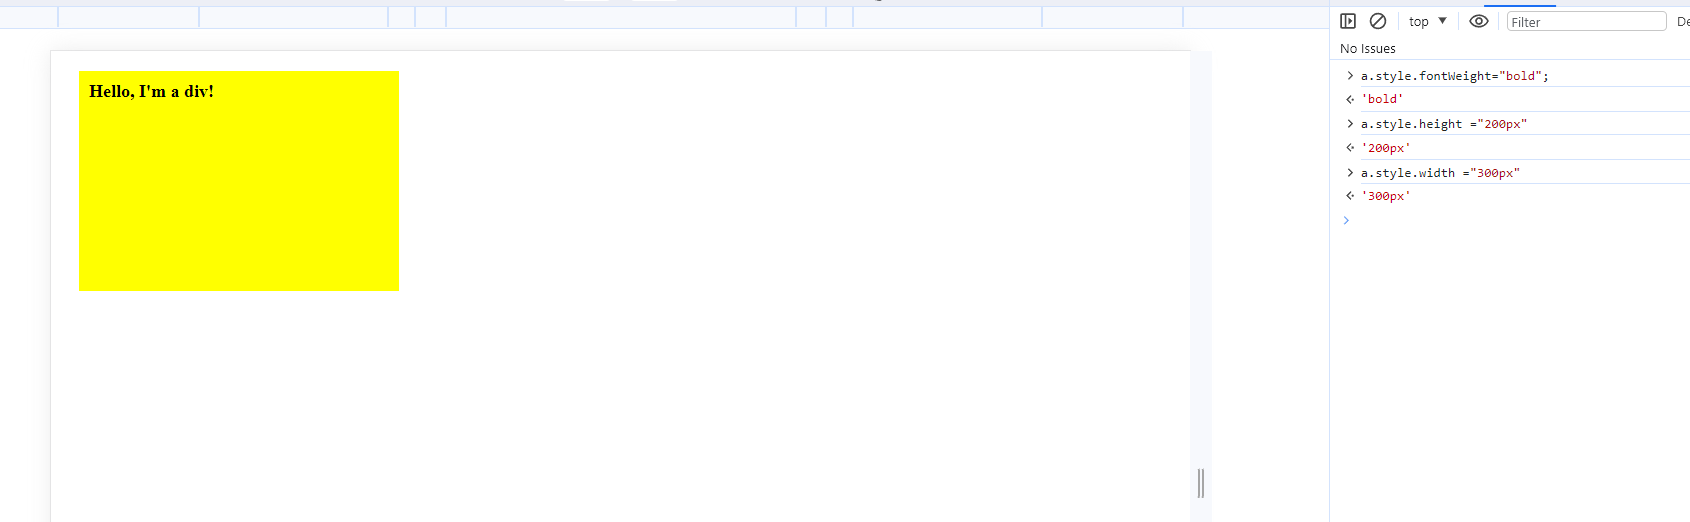 top
Filter
De
No Issues
Hello, I'm a div!
a.style.fontWeight="bold";
'bold'
a.style.height ="200px"
'200px'
a.style.width ="300px"
'300px'